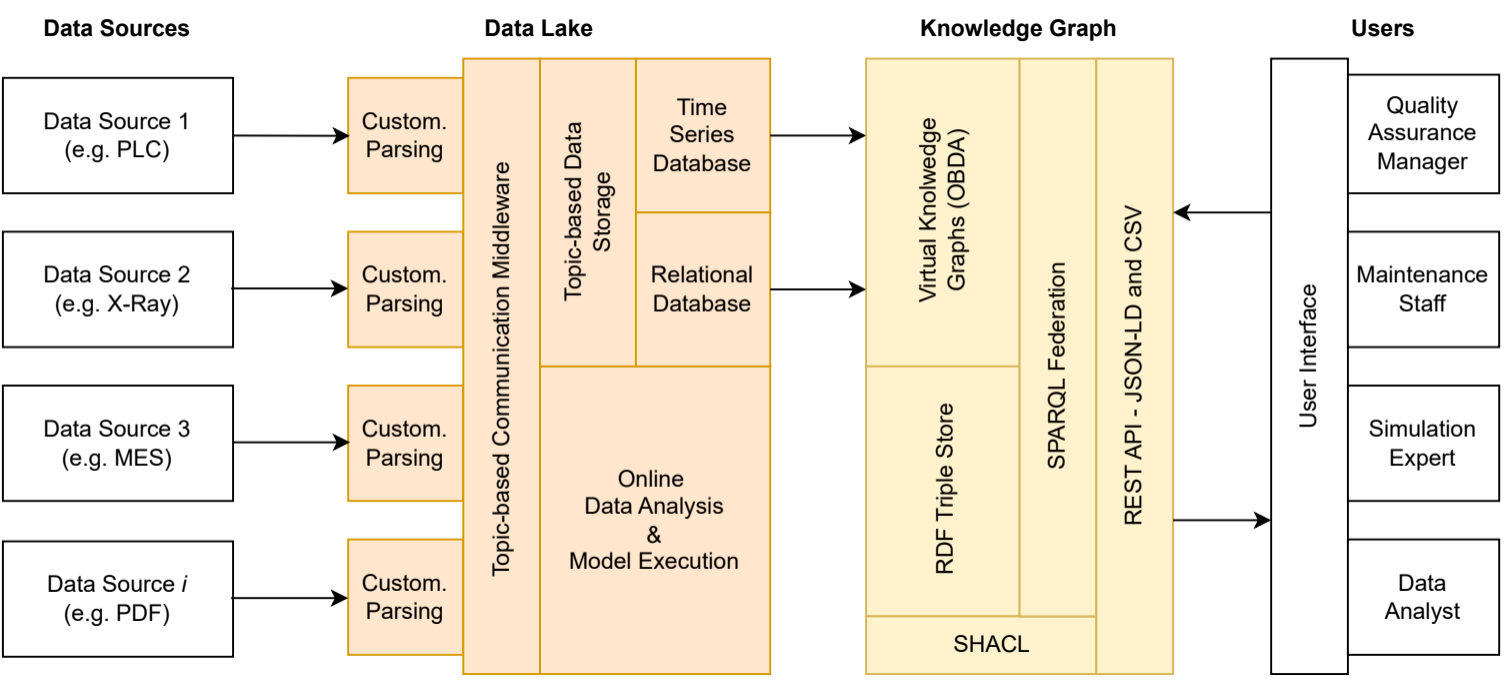 Data Sources
Data Lake
Knowledge Graph
Users
Data Source 1
(e.g. PLC)
Data Source 2
(e.g. X-Ray)
Data Source 3
(e.g. MES)
Data Source i
(e.g. PDF)
Custom.
Parsing
Custom.
Parsing
Custom.
Parsing
Custom.
Parsing
Topic-based Communication Middleware
Topic-based Data
Storage
Time
Series
Database
Relational
Database
Online
Data Analysis
&
Model Execution
Virtual Knolwedge
Graphs (OBDA)
RDF Triple Store
SPARQL Federation
SHACL
REST API - JSON-LD and CSV
User Interface
Quality
Assurance
Manager
Maintenance
Staff
Simulation
Expert
Data
Analyst